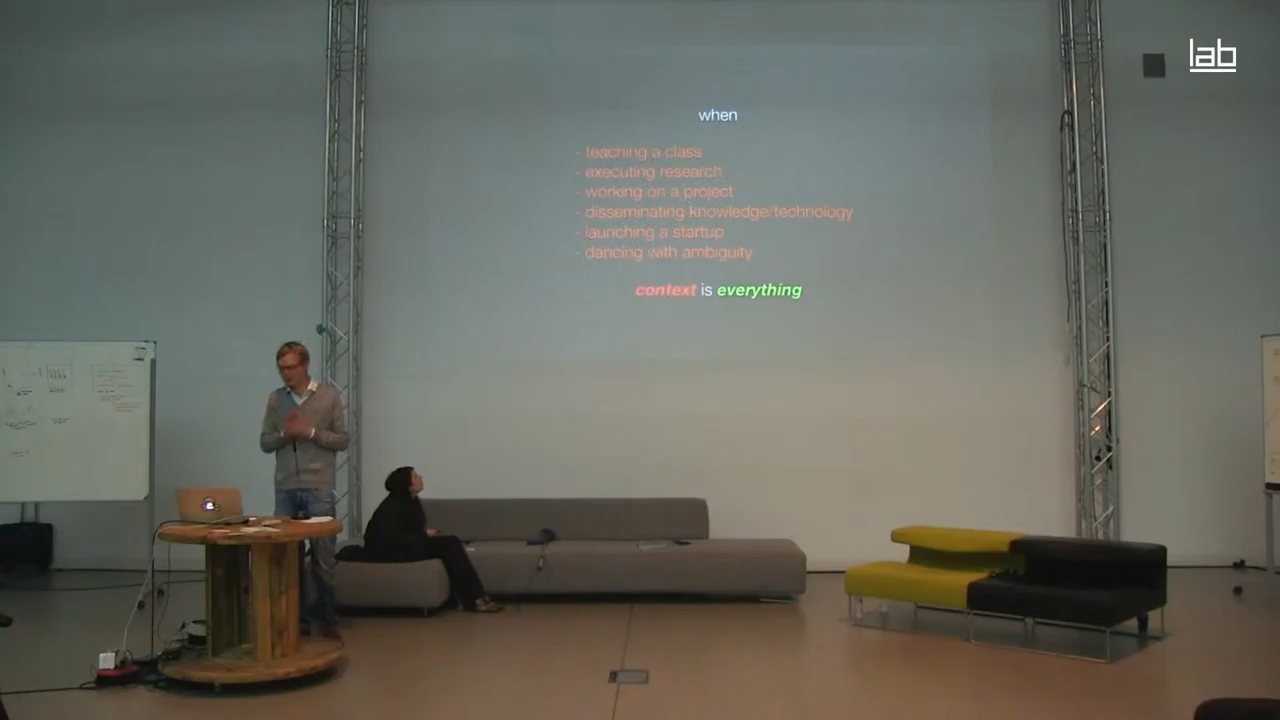 lab
when
- teaching a class
- executing research
- working on a project
- disseminating knowledge/technology
- launching a startup
- dancing with ambiguity
context is everything